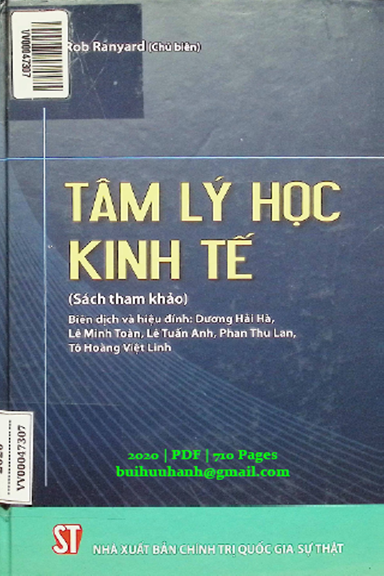 VV00047307
Rob Ranyard (Chủ biên)
TÂM LÝ HỌC
KINH TẾ
(Sách tham khảo)
Biên dịch và hiệu đính: Dương Hải Hà,
Lê Minh Toàn, Lê Tuấn Anh, Phan Thu Lan,
Tô Hoàng Việt Linh
2020 | PDF | 710 Pages
buihuuhanh@gmail.com
2020
VV00047307
ST
NHÀ XUẤT BẢN CHÍNH TRỊ QUỐC GIA SỰ THẬT